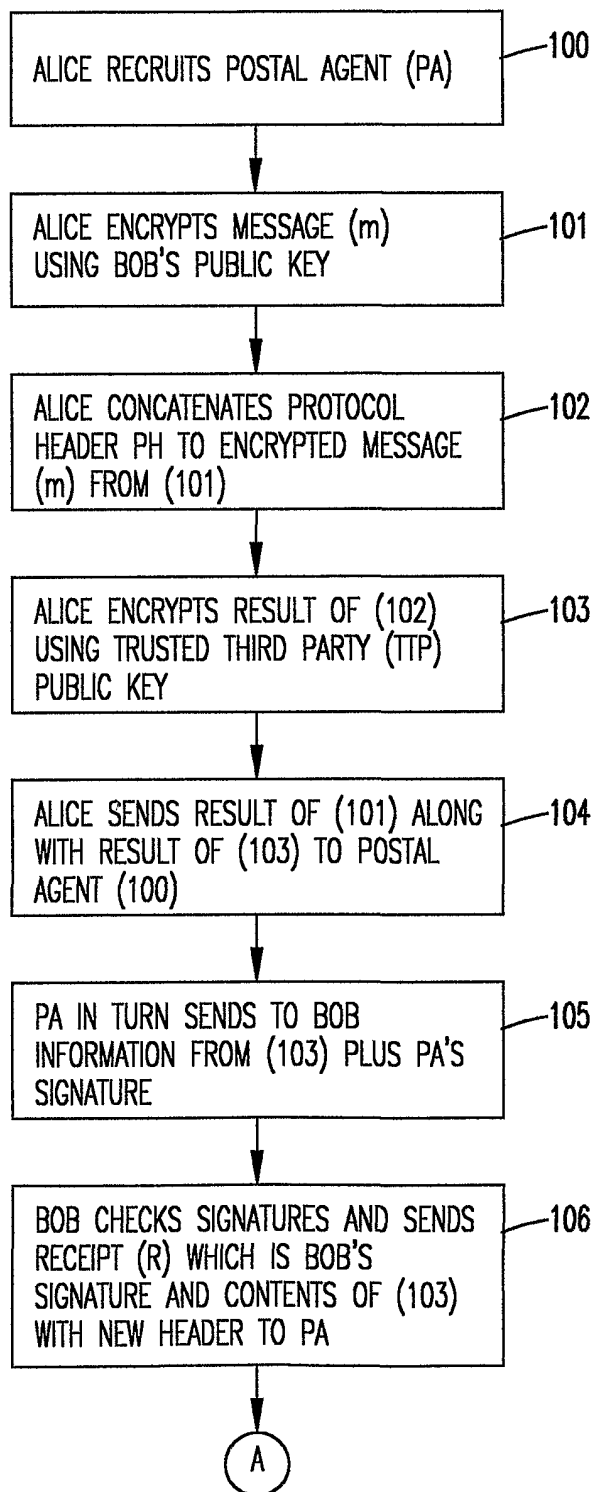 ALICE RECRUITS POSTAL AGENT (PA)
100
ALICE ENCRYPTS MESSAGE (m)
USING BOB'S PUBLIC KEY
101
ALICE CONCATENATES PROTOCOL
HEADER PH TO ENCRYPTED MESSAGE
(m) FROM (101)
102
ALICE ENCRYPTS RESULT OF (102)
USING TRUSTED THIRD PARTY (TTP)
PUBLIC KEY
103
ALICE SENDS RESULT OF (101) ALONG
WITH RESULT OF (103) TO POSTAL
AGENT (100)
104
PA IN TURN SENDS TO BOB
INFORMATION FROM (103) PLUS PA'S
SIGNATURE
105
BOB CHECKS SIGNATURES AND SENDS
RECEIPT (R) WHICH IS BOB'S
SIGNATURE AND CONTENTS OF (103)
WITH NEW HEADER TO PA
106
A